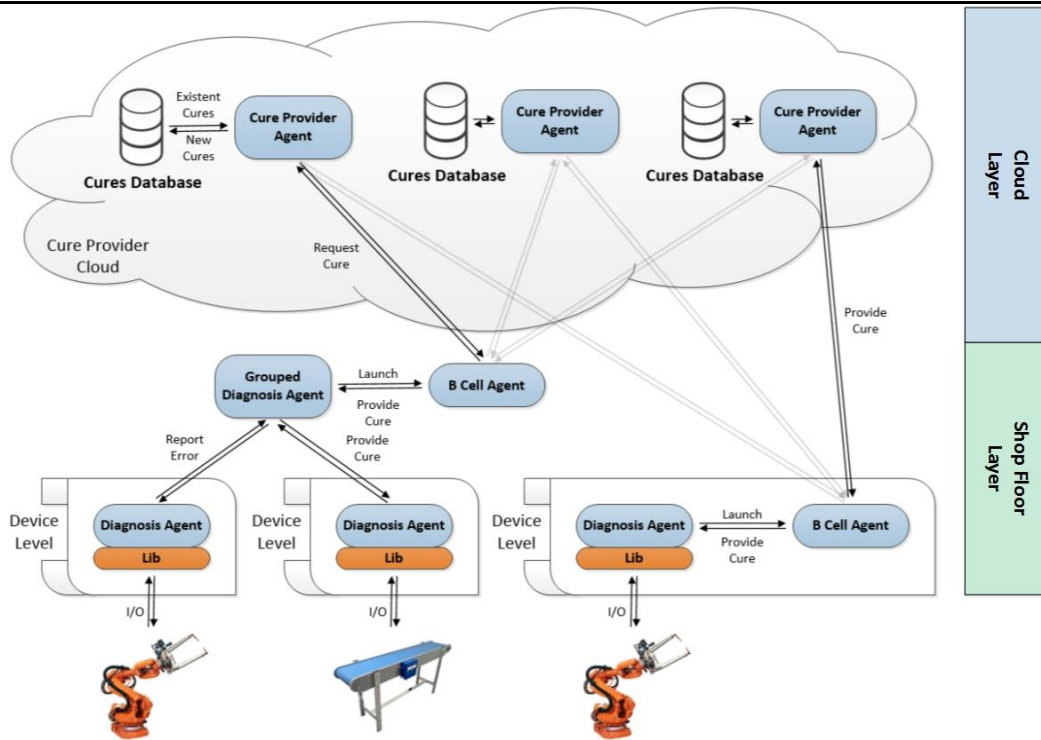 Existent
Cures
New
Cures
Cure Provider
Agent
Cures Database
Cure Provider
Agent
Cures Database
Cure Provider
Agent
Cures Database
Cure Provider
Cloud
Request
Cure
Provide
Cure
Cloud
Layer
Grouped
Diagnosis Agent
Launch
Provide
Cure
B Cell Agent
Report
Error
Provide
Cure
Shop Floor
Layer
Device
Level
Diagnosis Agent
Lib
I/O
Device
Level
Diagnosis Agent
Lib
I/O
Device
Level
Diagnosis Agent
Lib
I/O
Launch
Provide
Cure
B Cell Agent